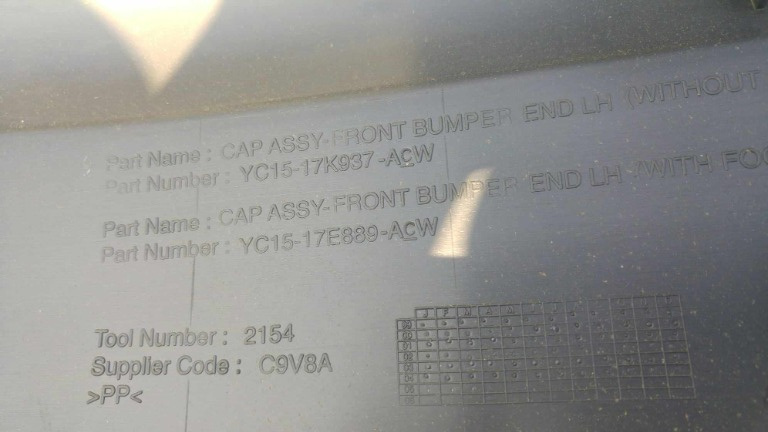 Part Name : CAP ASSY-FRONT BUMPER END LH (WITHOUT
Part Number : YC15-17K937-ACW
Part Name : CAP ASSY-FRONT BUMPER END LH (WITH FOG
Part Number : YC15-17E889-ACW
Tool Number : 2154
Supplier Code : C9V8A
>PP<
J F M A M